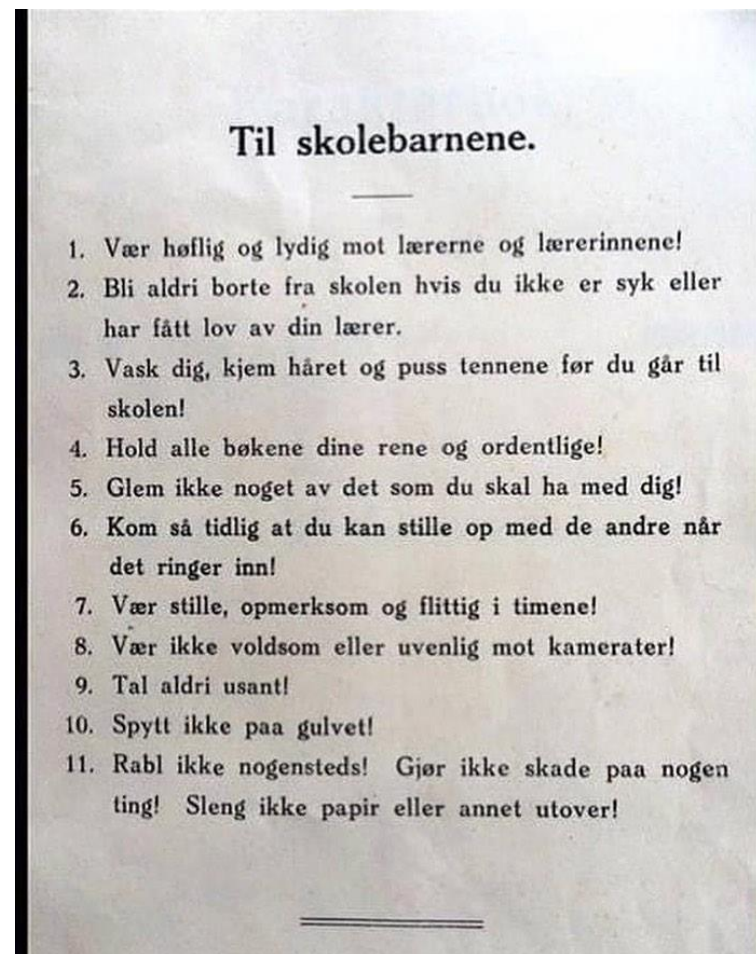 Til skolebarnene.
1. Vær høflig og lydig mot lærerne og lærerinnene!
2. Bli aldri borte fra skolen hvis du ikke er syk eller
har fått lov av din lærer.
3. Vask dig, kjem håret og puss tennene før du går til
skolen!
4. Hold alle bøkene dine rene og ordentlige!
5. Glem ikke noget av det som du skal ha med dig!
6. Kom så tidlig at du kan stille op med de andre når
det ringer inn!
7. Vær stille, opmerksom og flittig i timene!
8. Vær ikke voldsom eller uvenlig mot kamerater!
9. Tal aldri usant!
10. Spytt ikke paa gulvet!
11. Rabl ikke nogensteds! Gjør ikke skade paa nogen
ting! Sleng ikke papir eller annet utover!